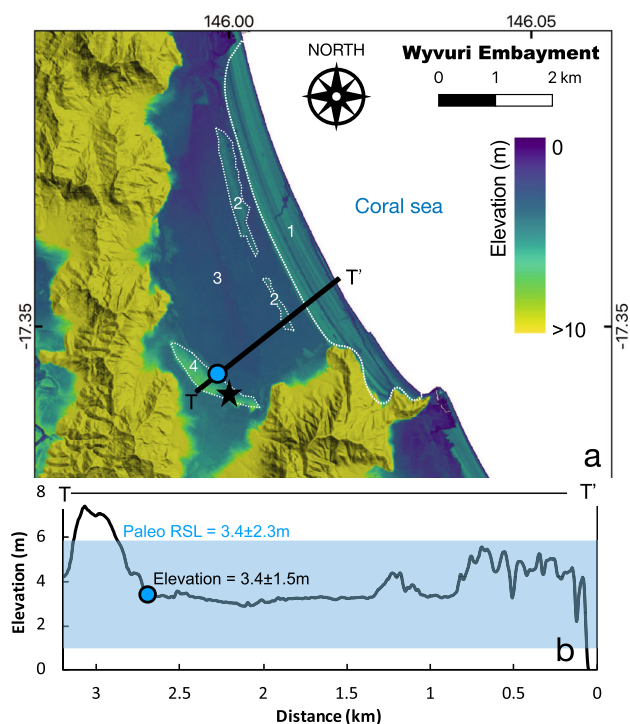 146.00
146.05
NORTH
Wyvuri Embayment
0 1 2 km
0
Elevation (m)
>10
Coral sea
2
1
3
2
T'
-17.35
-17.35
4
T
a
8
T
T'
Paleo RSL = 3.4±2.3m
6
Elevation = 3.4±1.5m
4
2
0
Elevation (m)
b
3 2.5 2 1.5 1 0.5 0
Distance (km)